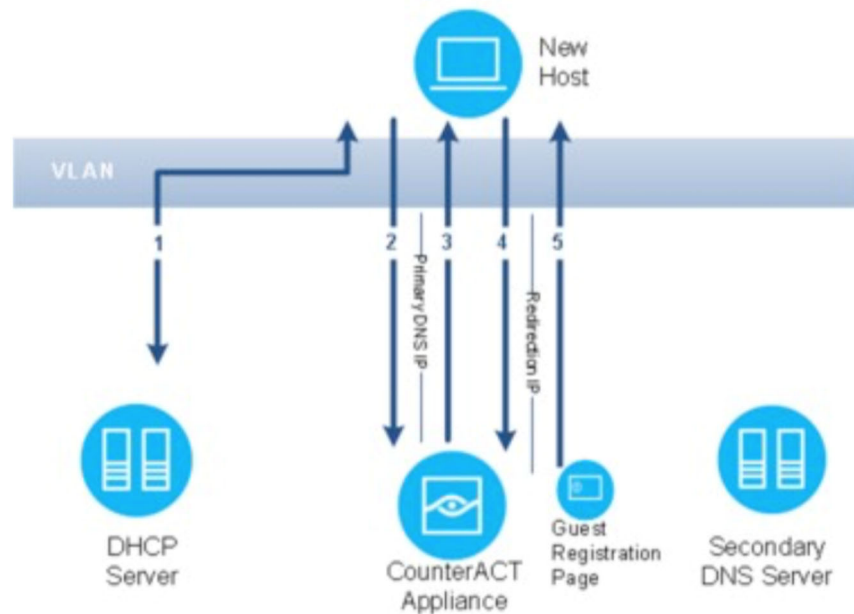 New
Host
VLAN
1
2
3
4
5
Primary DNS IP
Redirection IP
DHCP
Server
CounterACT
Appliance
Guest
Registration
Page
Secondary
DNS Server